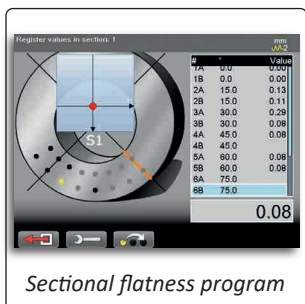 Register values in section: 1
mm
# ° Value
1A 0.0 0.00
1B 0.0 0.00
2A 15.0 0.13
2B 15.0 0.11
3A 30.0 0.29
3B 30.0 0.08
4A 45.0 0.08
4B 45.0
5A 60.0 0.08
5B 60.0 0.08
6A 75.0
6B 75.0
S1
0.08
Sectional flatness program